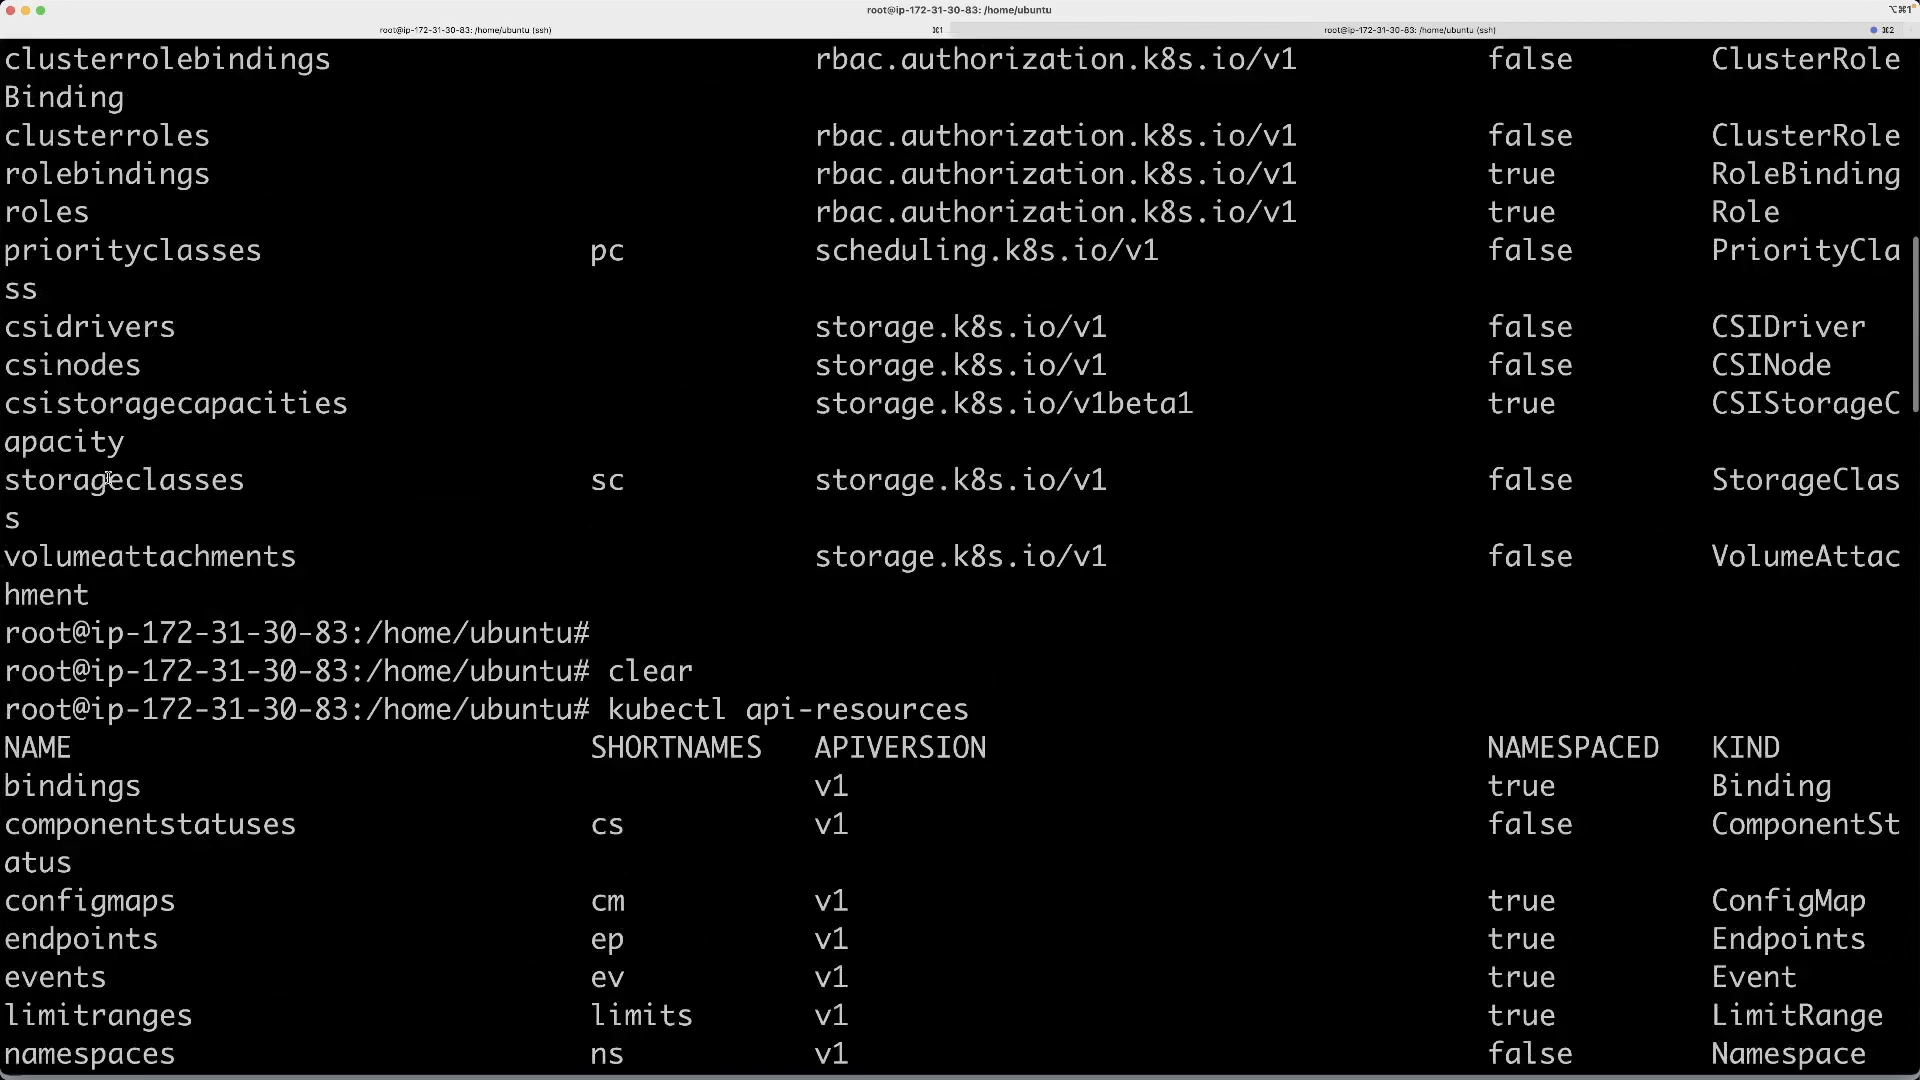 root@ip-172-31-30-83: /home/ubuntu
⌥⌘1
root@ip-172-31-30-83: /home/ubuntu (ssh) ⌘1 root@ip-172-31-30-83: /home/ubuntu (ssh) ⌘2
clusterrolebindings rbac.authorization.k8s.io/v1 false ClusterRole
Binding
clusterroles rbac.authorization.k8s.io/v1 false ClusterRole
rolebindings rbac.authorization.k8s.io/v1 true RoleBinding
roles rbac.authorization.k8s.io/v1 true Role
priorityclasses pc scheduling.k8s.io/v1 false PriorityCla
ss
csidrivers storage.k8s.io/v1 false CSIDriver
csinodes storage.k8s.io/v1 false CSINode
csistoragecapacities storage.k8s.io/v1beta1 true CSIStorageC
apacity
storageclasses sc storage.k8s.io/v1 false StorageClas
s
volumeattachments storage.k8s.io/v1 false VolumeAttac
hment
root@ip-172-31-30-83:/home/ubuntu#
root@ip-172-31-30-83:/home/ubuntu# clear
root@ip-172-31-30-83:/home/ubuntu# kubectl api-resources
NAME SHORTNAMES APIVERSION NAMESPACED KIND
bindings v1 true Binding
componentstatuses cs v1 false ComponentSt
atus
configmaps cm v1 true ConfigMap
endpoints ep v1 true Endpoints
events ev v1 true Event
limitranges limits v1 true LimitRange
namespaces ns v1 false Namespace